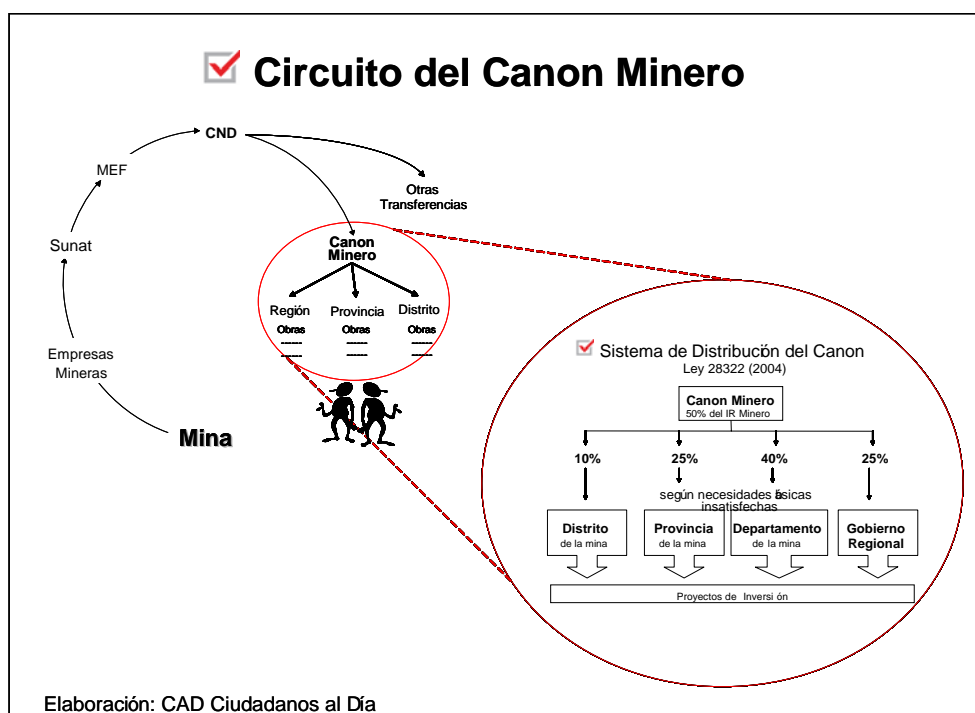 Circuito del Canon Minero
CND
MEF
Otras
Transferencias
Sunat
Canon
Minero
Región Provincia Distrito
Obras Obras Obras
------ ------ ------
------ ------ ------
Empresas
Mineras
Mina
Sistema de Distribución del Canon
Ley 28322 (2004)
Canon Minero
50% del IR Minero
10% 25% 40% 25%
según necesidades básicas
insatisfechas
Distrito
de la mina
Provincia
de la mina
Departamento
de la mina
Gobierno
Regional
Proyectos de Inversión
Elaboración: CAD Ciudadanos al Día